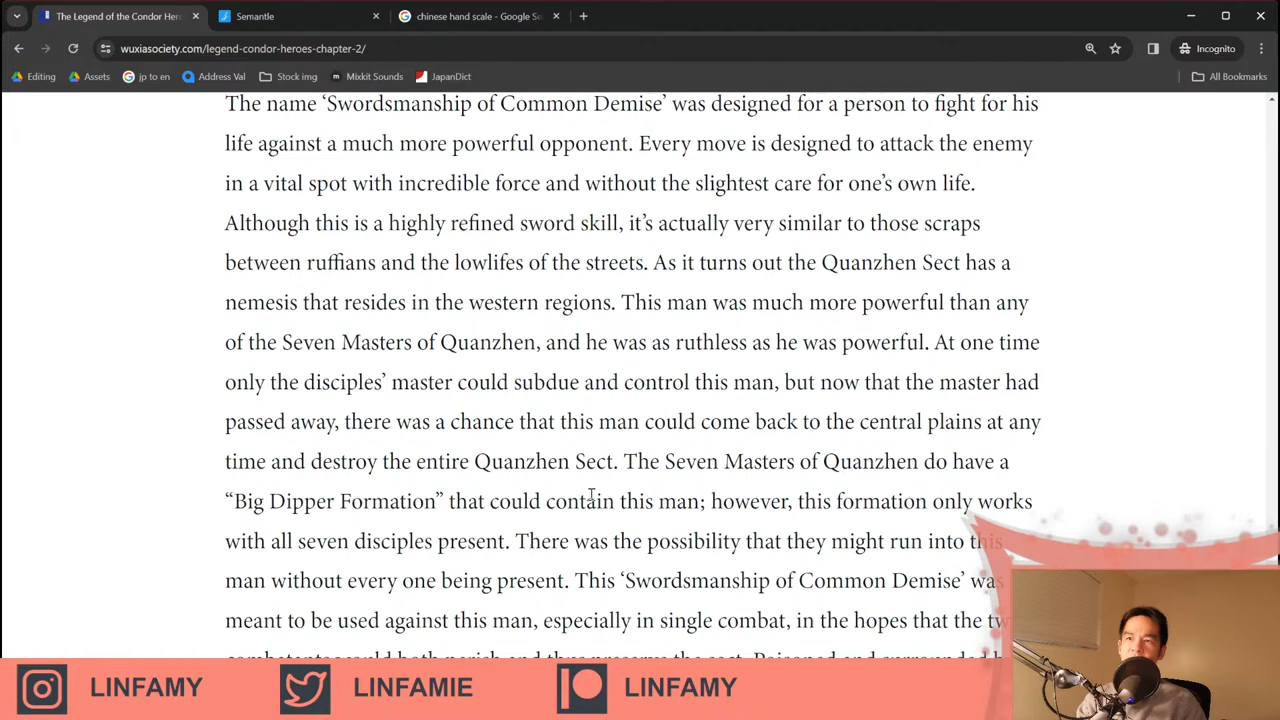 The Legend of the Condor Her
Semantle
chinese hand scale - Google Se
wuxiasociety.com/legend-condor-heroes-chapter-2/
Incognito
Editing
Assets
jp to en
Address Val
Stock img
Mixkit Sounds
JapanDict
All Bookmarks
The name ‘Swordsmanship of Common Demise’ was designed for a person to fight for his
life against a much more powerful opponent. Every move is designed to attack the enemy
in a vital spot with incredible force and without the slightest care for one’s own life.
Although this is a highly refined sword skill, it’s actually very similar to those scraps
between ruffians and the lowlifes of the streets. As it turns out the Quanzhen Sect has a
nemesis that resides in the western regions. This man was much more powerful than any
of the Seven Masters of Quanzhen, and he was as ruthless as he was powerful. At one time
only the disciples’ master could subdue and control this man, but now that the master had
passed away, there was a chance that this man could come back to the central plains at any
time and destroy the entire Quanzhen Sect. The Seven Masters of Quanzhen do have a
“Big Dipper Formation” that could contain this man; however, this formation only works
with all seven disciples present. There was the possibility that they might run into this
man without every one being present. This ‘Swordsmanship of Common Demise’ was
meant to be used against this man, especially in single combat, in the hopes that the tw
LINFAMY
LINFAMIE
LINFAMY